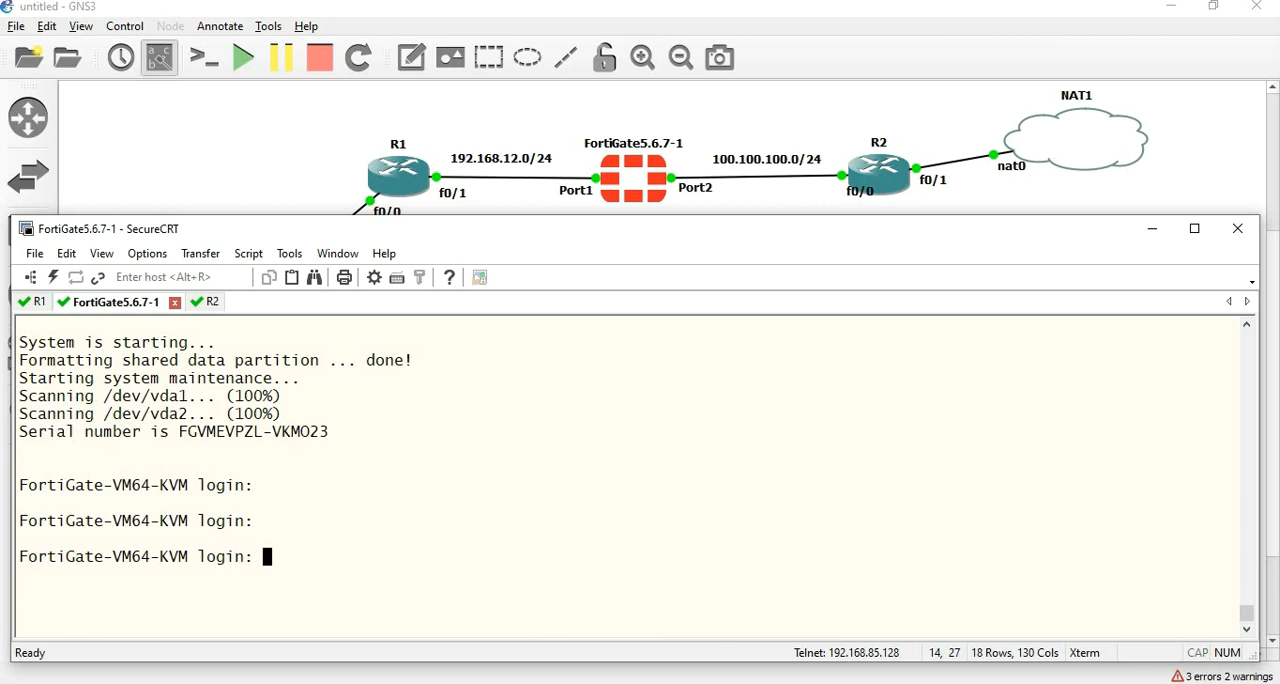 untitled - GNS3
File Edit View Control Node Annotate Tools Help
NAT1
R1
192.168.12.0/24
FortiGate5.6.7-1
100.100.100.0/24
R2
nat0
f0/1
Port1
Port2
f0/0
f0/1
f0/0
FortiGate5.6.7-1 - SecureCRT
File Edit View Options Transfer Script Tools Window Help
Enter host <Alt+R>
R1 FortiGate5.6.7-1 R2
System is starting...
Formatting shared data partition ... done!
Starting system maintenance...
Scanning /dev/vda1... (100%)
Scanning /dev/vda2... (100%)
Serial number is FGVMEVPZL-VKMO23
FortiGate-VM64-KVM login:
FortiGate-VM64-KVM login:
FortiGate-VM64-KVM login:
Ready Telnet: 192.168.85.128 14, 27 18 Rows, 130 Cols Xterm CAP NUM
3 errors 2 warnings